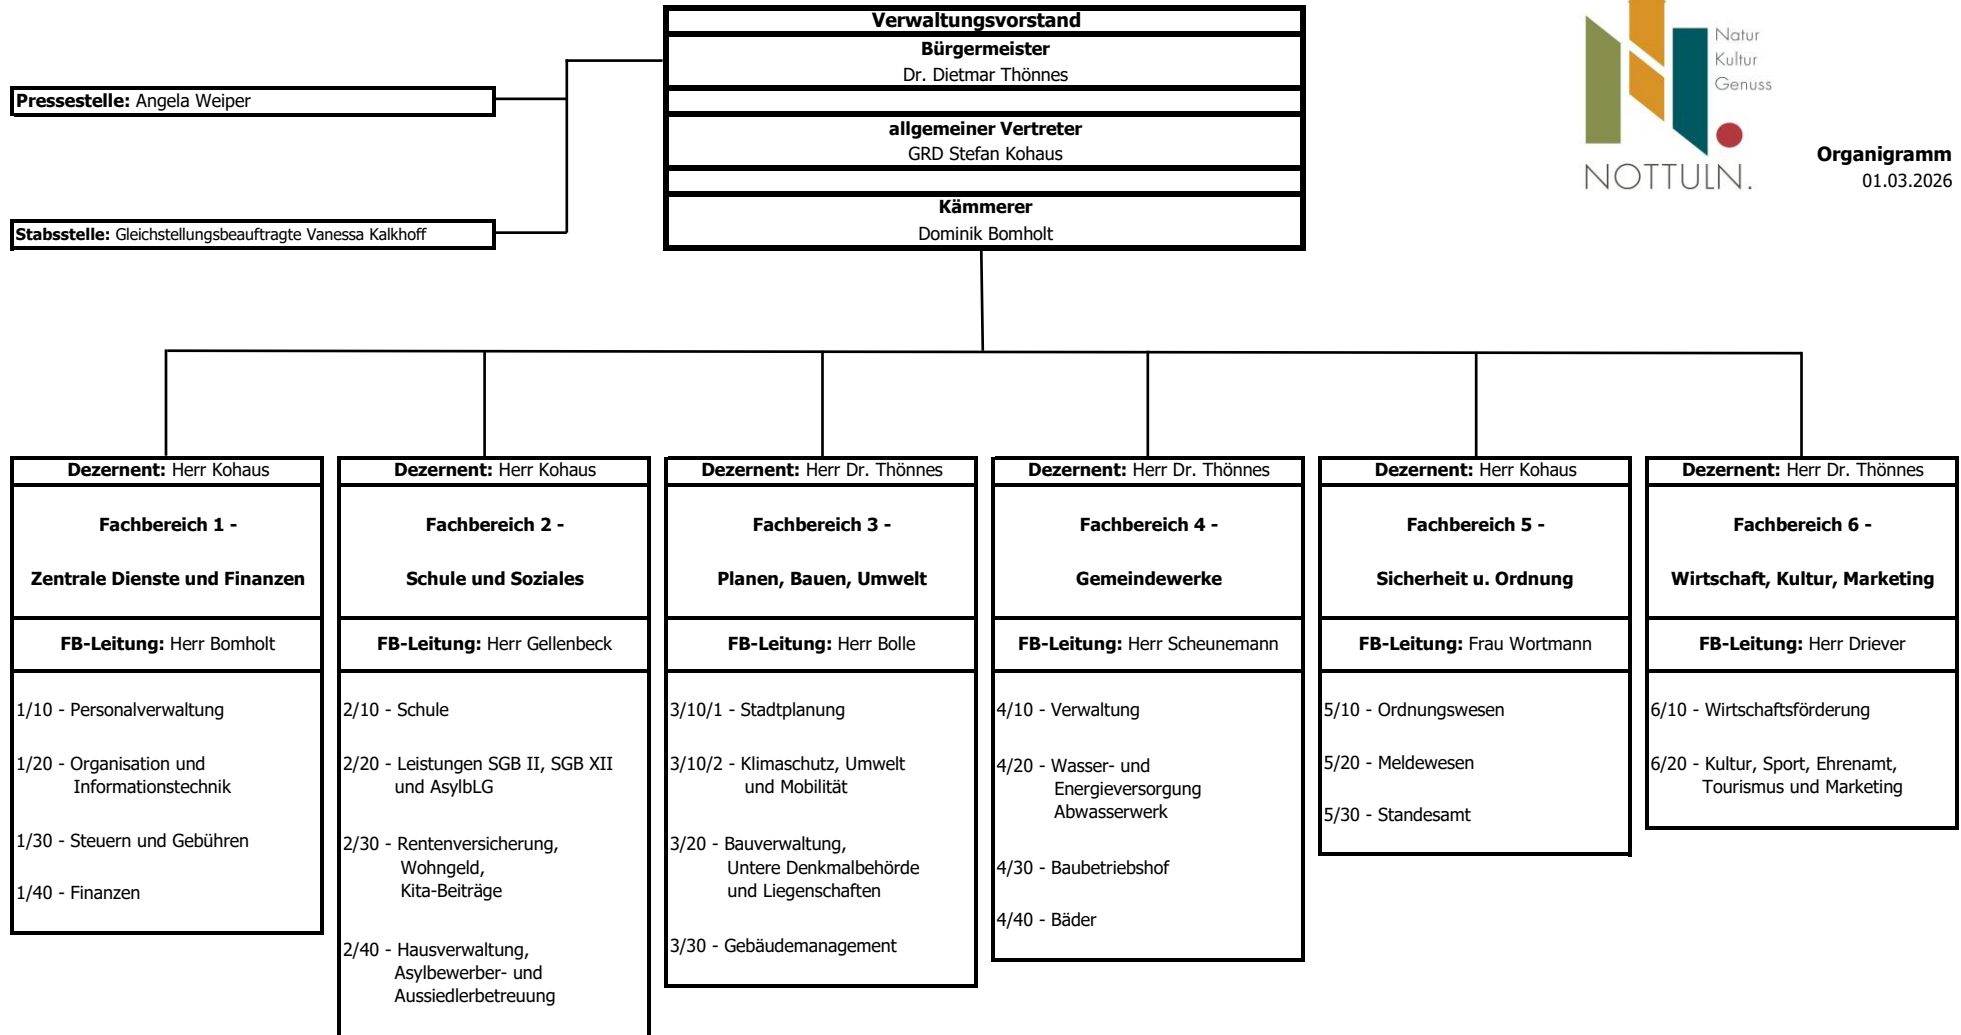 Verwaltungsvorstand
Bürgermeister
Dr. Dietmar Thönnes
allgemeiner Vertreter
GRD Stefan Kohaus
Kämmerer
Dominik Bomholt
Pressestelle: Angela Weiper
Stabsstelle: Gleichstellungsbeauftragte Vanessa Kalkhoff
Natur
Kultur
Genuss
NOTTULN.
Organigramm
01.03.2026
Dezernent: Herr Kohaus
Fachbereich 1 -
Zentrale Dienste und Finanzen
FB-Leitung: Herr Bomholt
1/10 - Personalverwaltung
1/20 - Organisation und
Informationstechnik
1/30 - Steuern und Gebühren
1/40 - Finanzen
Dezernent: Herr Kohaus
Fachbereich 2 -
Schule und Soziales
FB-Leitung: Herr Gellenbeck
2/10 - Schule
2/20 - Leistungen SGB II, SGB XII
und AsylbLG
2/30 - Rentenversicherung,
Wohngeld,
Kita-Beiträge
2/40 - Hausverwaltung,
Asylbewerber- und
Aussiedlerbetreuung
Dezernent: Herr Dr. Thönnes
Fachbereich 3 -
Planen, Bauen, Umwelt
FB-Leitung: Herr Bolle
3/10/1 - Stadtplanung
3/10/2 - Klimaschutz, Umwelt
und Mobilität
3/20 - Bauverwaltung,
Untere Denkmalbehörde
und Liegenschaften
3/30 - Gebäudemanagement
Dezernent: Herr Dr. Thönnes
Fachbereich 4 -
Gemeindewerke
FB-Leitung: Herr Scheunemann
4/10 - Verwaltung
4/20 - Wasser- und
Energieversorgung
Abwasserwerk
4/30 - Baubetriebshof
4/40 - Bäder
Dezernent: Herr Kohaus
Fachbereich 5 -
Sicherheit u. Ordnung
FB-Leitung: Frau Wortmann
5/10 - Ordnungswesen
5/20 - Meldewesen
5/30 - Standesamt
Dezernent: Herr Dr. Thönnes
Fachbereich 6 -
Wirtschaft, Kultur, Marketing
FB-Leitung: Herr Driever
6/10 - Wirtschaftsförderung
6/20 - Kultur, Sport, Ehrenamt,
Tourismus und Marketing